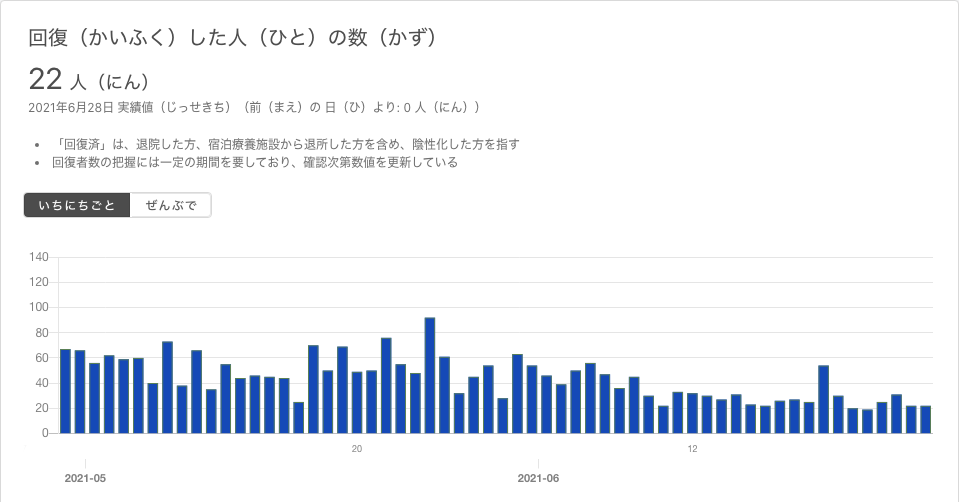 回復（かいふく）した人（ひと）の数（かず）
22 人（にん）
2021年6月28日 実績値（じっせきち）（前（まえ）の 日（ひ）より: 0 人（にん））
• 「回復済」は、退院した方、宿泊療養施設から退所した方を含め、陰性化した方を指す
• 回復者数の把握には一定の期間を要しており、確認次第数値を更新している
いちにちごと ぜんぶで
140
120
100
80
60
40
20
0
20 12
2021-05 2021-06